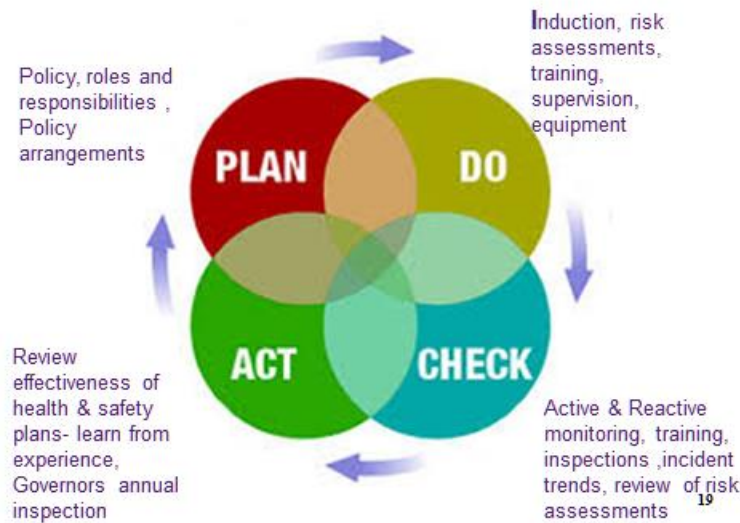 Policy, roles and
responsibilities ,
Policy
arrangements
Induction, risk
assessments,
training,
supervision,
equipment
PLAN
DO
ACT
CHECK
Review
effectiveness of
health & safety
plans- learn from
experience,
Governors annual
inspection
Active & Reactive
monitoring, training,
inspections ,incident
trends, review of risk
assessments
19